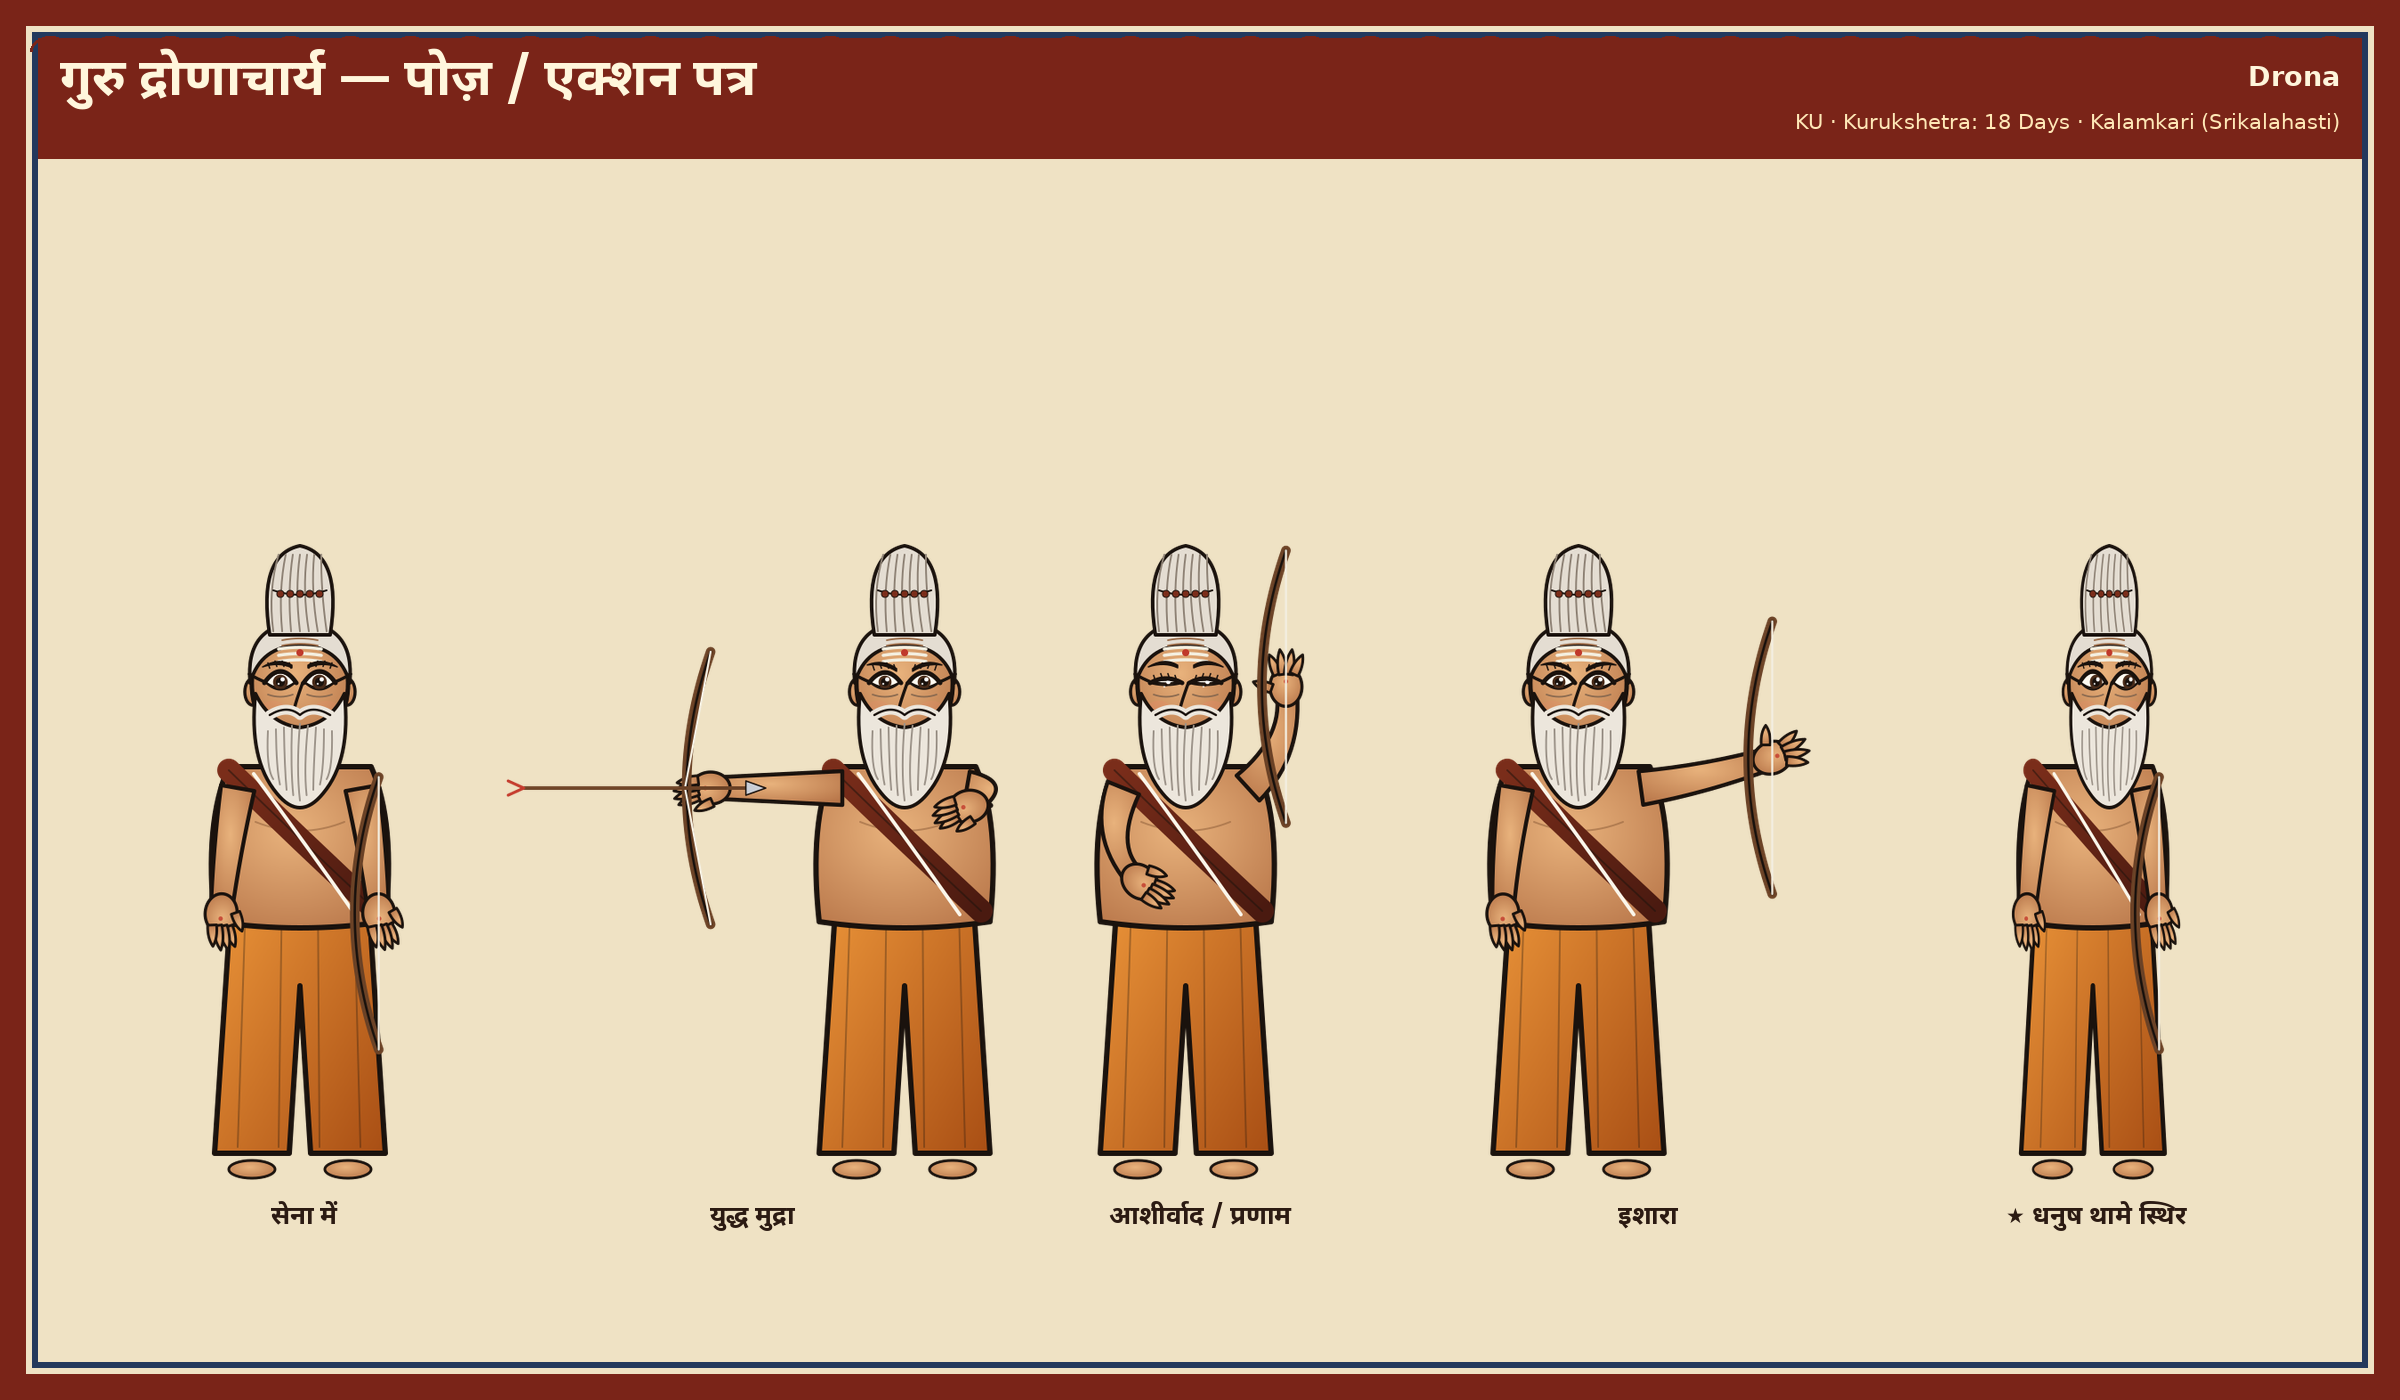 गुरु द्रोणाचार्य — पोज़ / एक्शन पत्र
Drona
KU · Kurukshetra: 18 Days · Kalamkari (Srikalahasti)
सेना में
युद्ध मुद्रा
आशीर्वाद / प्रणाम
इशारा
★ धनुष थामे स्थिर